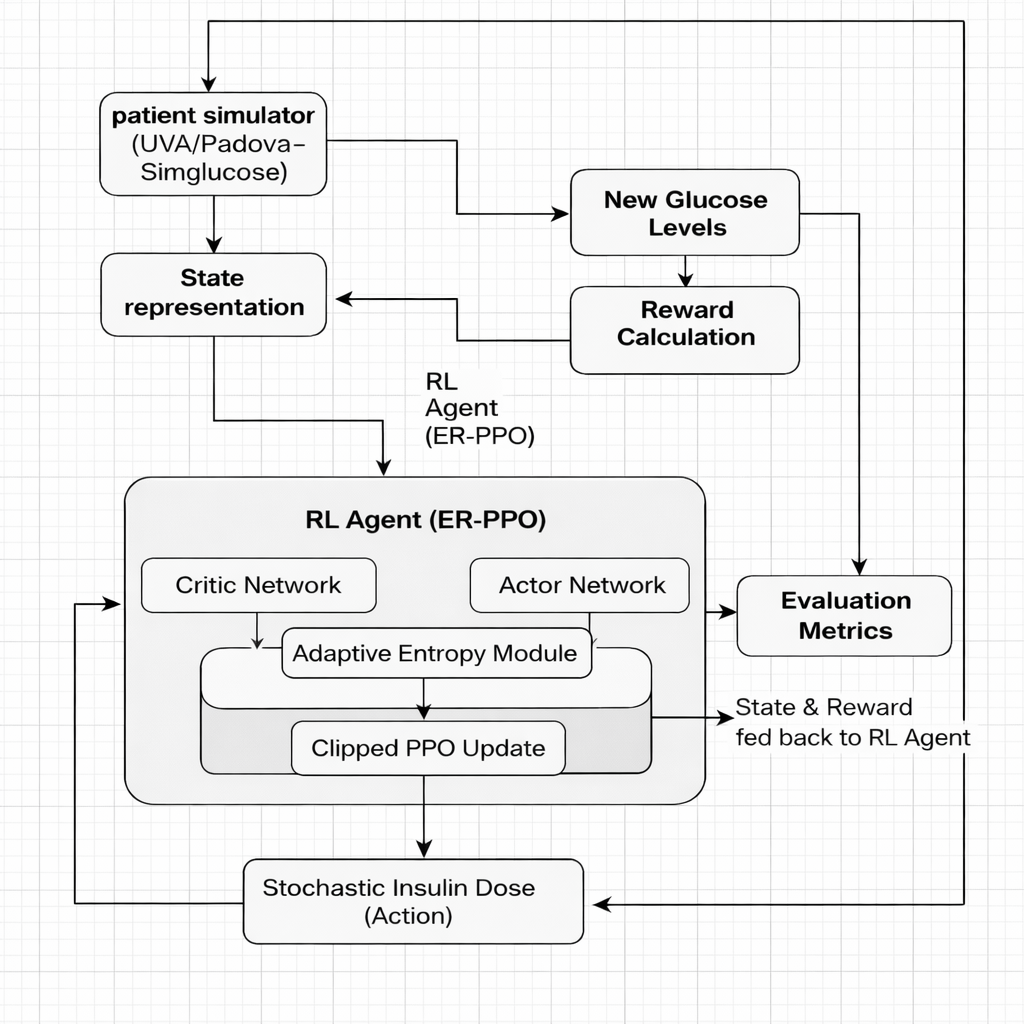 patient simulator
(UVA/Padova–
Simglucose)
New Glucose
Levels
State
representation
Reward
Calculation
RL
Agent
(ER-PPO)
RL Agent (ER-PPO)
Critic Network
Actor Network
Adaptive Entropy Module
Clipped PPO Update
Evaluation
Metrics
State & Reward
fed back to RL Agent
Stochastic Insulin Dose
(Action)